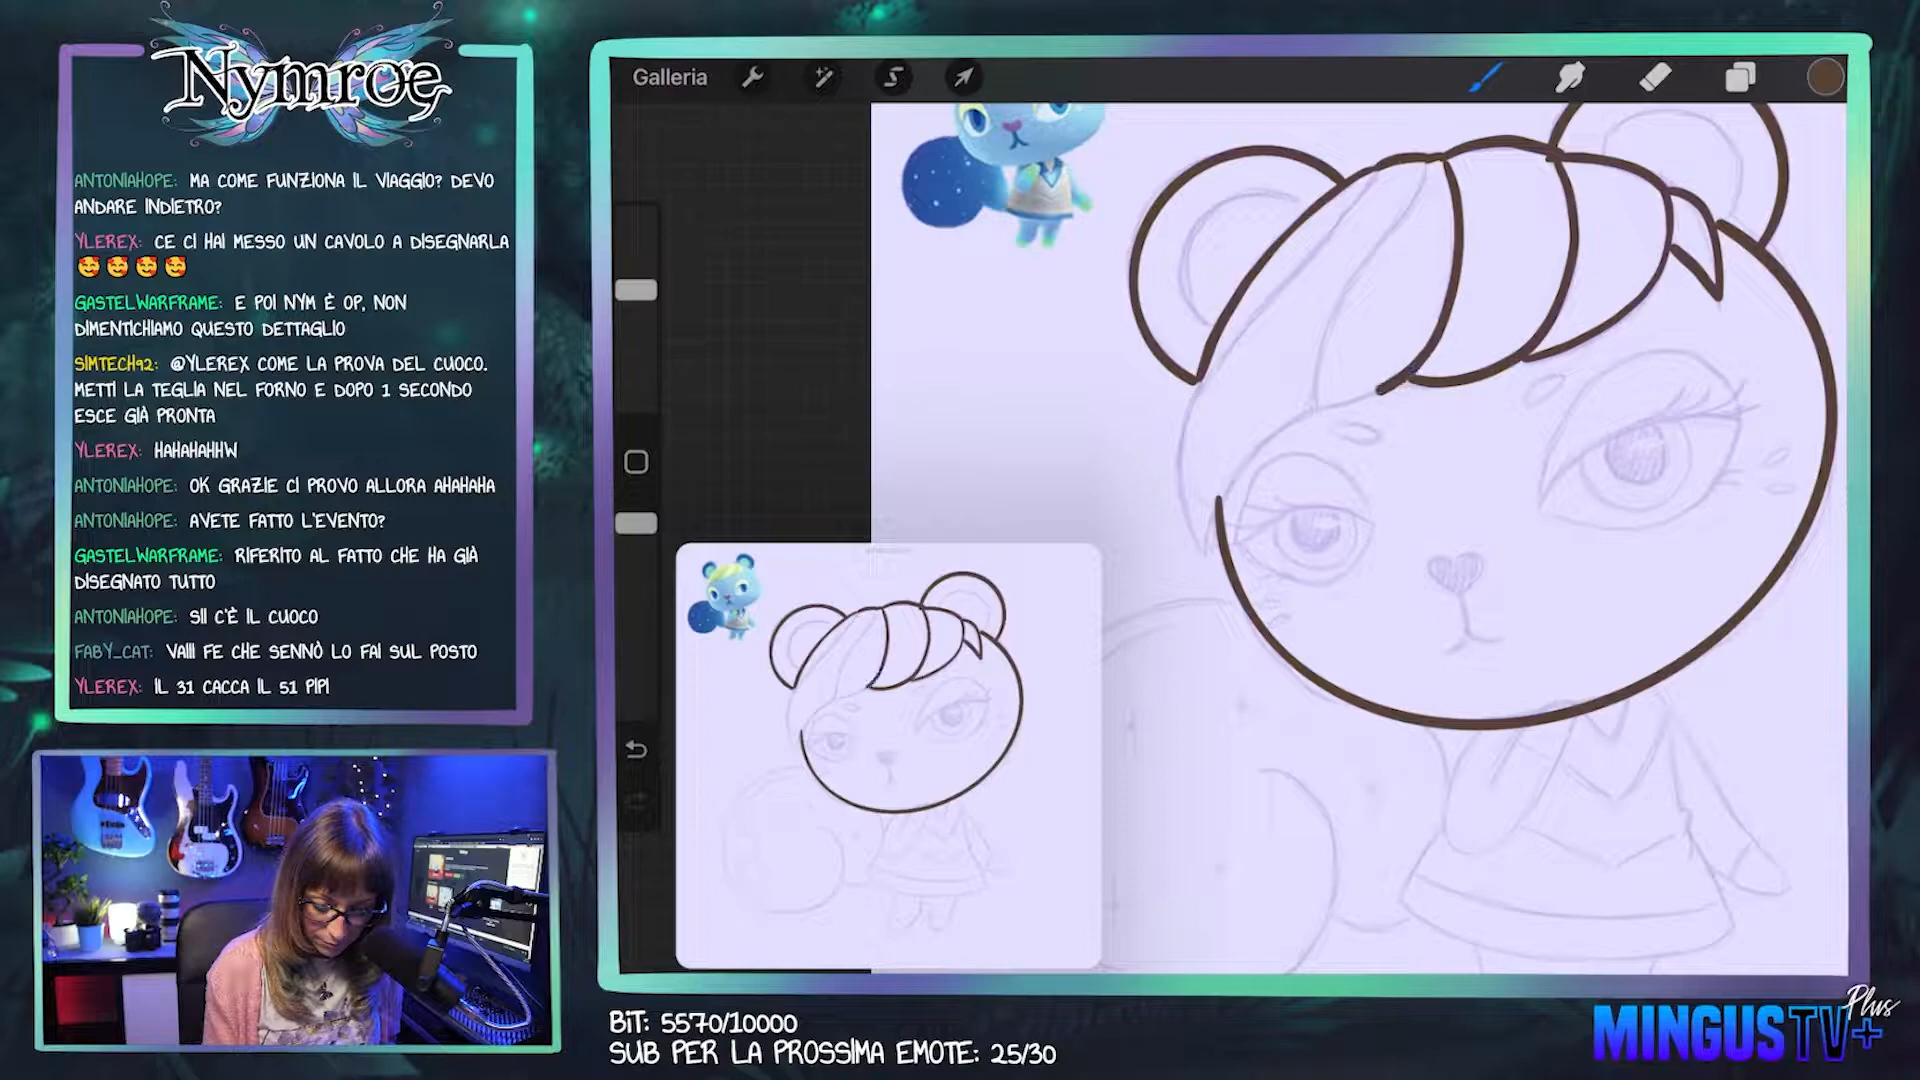 Nymroe
ANTONIAHOPE: MA COME FUNZIONA IL VIAGGIO? DEVO
ANDARE INDIETRO?
YLEREX: CE CI HAI MESSO UN CAVOLO A DISEGNARLA
GASTELWARFRAME: E POI NYM È OP, NON
DIMENTICHIAMO QUESTO DETTAGLIO
SIMTECH92: @YLEREX COME LA PROVA DEL CUOCO.
METTI LA TEGLIA NEL FORNO E DOPO 1 SECONDO
ESCE GIÀ PRONTA
YLEREX: HAHAHAHHW
ANTONIAHOPE: OK GRAZIE CI PROVO ALLORA AHAHAHA
ANTONIAHOPE: AVETE FATTO L'EVENTO?
GASTELWARFRAME: RIFERITO AL FATTO CHE HA GIÀ
DISEGNATO TUTTO
ANTONIAHOPE: SII C'È IL CUOCO
FABY_CAT: VAIII FE CHE SENNÒ LO FAI SUL POSTO
YLEREX: IL 31 CACCA IL 51 PIPI
Galleria
BIT: 5570/10000
SUB PER LA PROSSIMA EMOTE: 25/30
MINGUSTV+ Plus